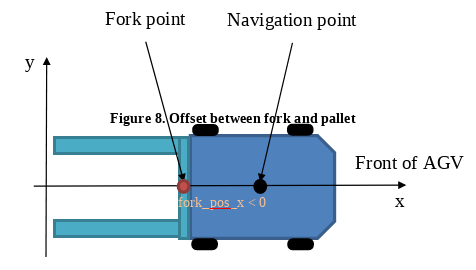 Fork point
Navigation point
y
Figure 8. Offset between fork and pallet
Front of AGV
fork_pos_x < 0
x